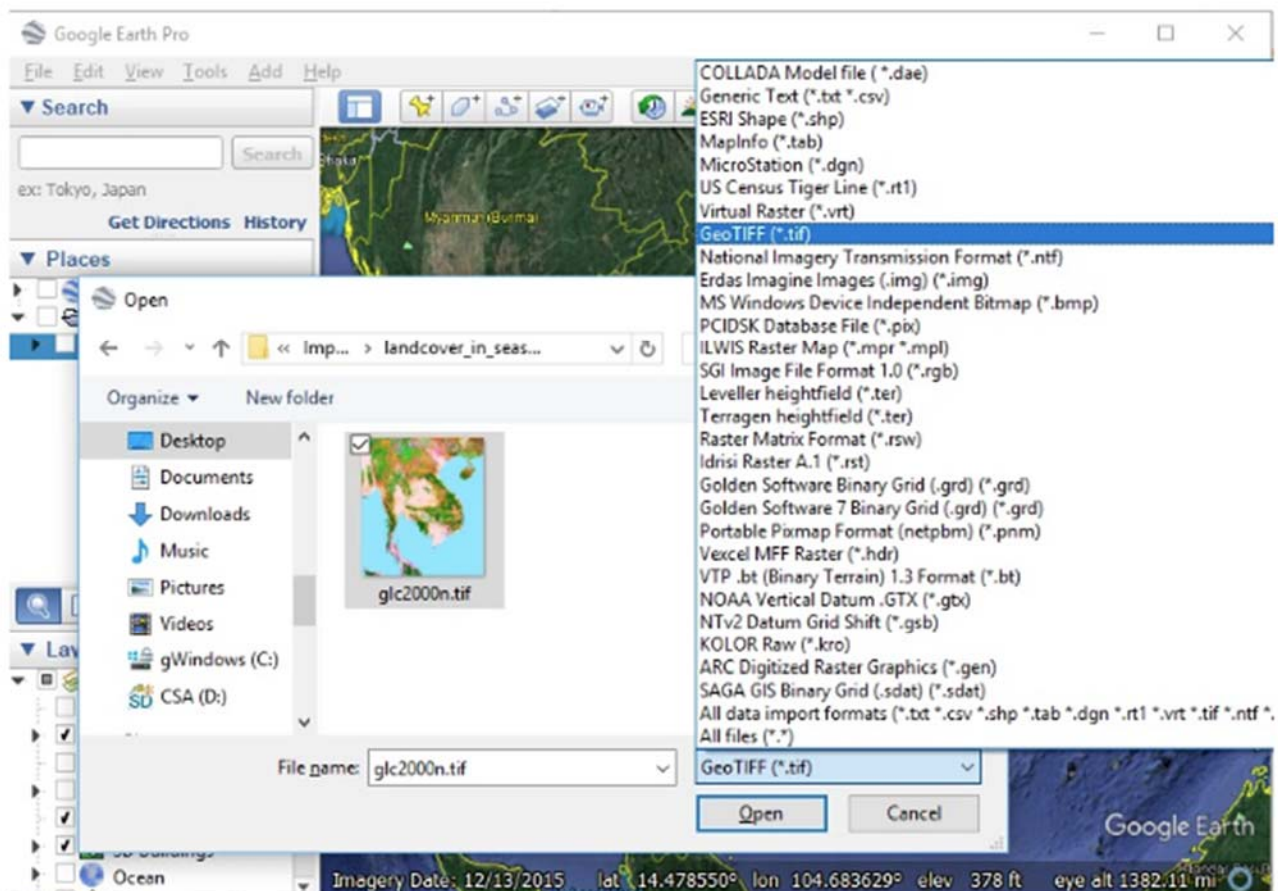 Google Earth Pro
File Edit View Tools Add Help
Search
Search
ex: Tokyo, Japan
Get Directions History
Places
Myanmar (Burma)
Open
Imp... > landcover_in_seas...
Organize New folder
Desktop
Documents
Downloads
Music
Pictures
Videos
gWindows (C:)
CSA (D:)
glc2000n.tif
File name: glc2000n.tif
COLLADA Model file ( *.dae)
Generic Text (*.txt *.csv)
ESRI Shape (*.shp)
MapInfo (*.tab)
MicroStation (*.dgn)
US Census Tiger Line (*.rt1)
Virtual Raster (*.vrt)
GeoTIFF (*.tif)
National Imagery Transmission Format (*.ntf)
Erdas Imagine Images (.img) (*.img)
MS Windows Device Independent Bitmap (*.bmp)
PCIDSK Database File (*.pix)
ILWIS Raster Map (*.mpr *.mpl)
SGI Image File Format 1.0 (*.rgb)
Leveller heightfield (*.ter)
Terragen heightfield (*.ter)
Raster Matrix Format (*.rsw)
Idrisi Raster A.1 (*.rst)
Golden Software Binary Grid (.grd) (*.grd)
Golden Software 7 Binary Grid (.grd) (*.grd)
Portable Pixmap Format (netpbm) (*.pnm)
Vexcel MFF Raster (*.hdr)
VTP .bt (Binary Terrain) 1.3 Format (*.bt)
NOAA Vertical Datum .GTX (*.gtx)
NTv2 Datum Grid Shift (*.gsb)
KOLOR Raw (*.kro)
ARC Digitized Raster Graphics (*.gen)
SAGA GIS Binary Grid (.sdat) (*.sdat)
All data import formats (*.txt *.csv *.shp *.tab *.dgn *.rt1 *.vrt *.tif *.ntf *.
All files (*.*)
GeoTIFF (*.tif)
Open Cancel
Lay
Ocean
Google Earth
Imagery Date: 12/13/2015 lat 14.478550° lon 104.683629° elev 378 ft eye alt 1382.11 mi